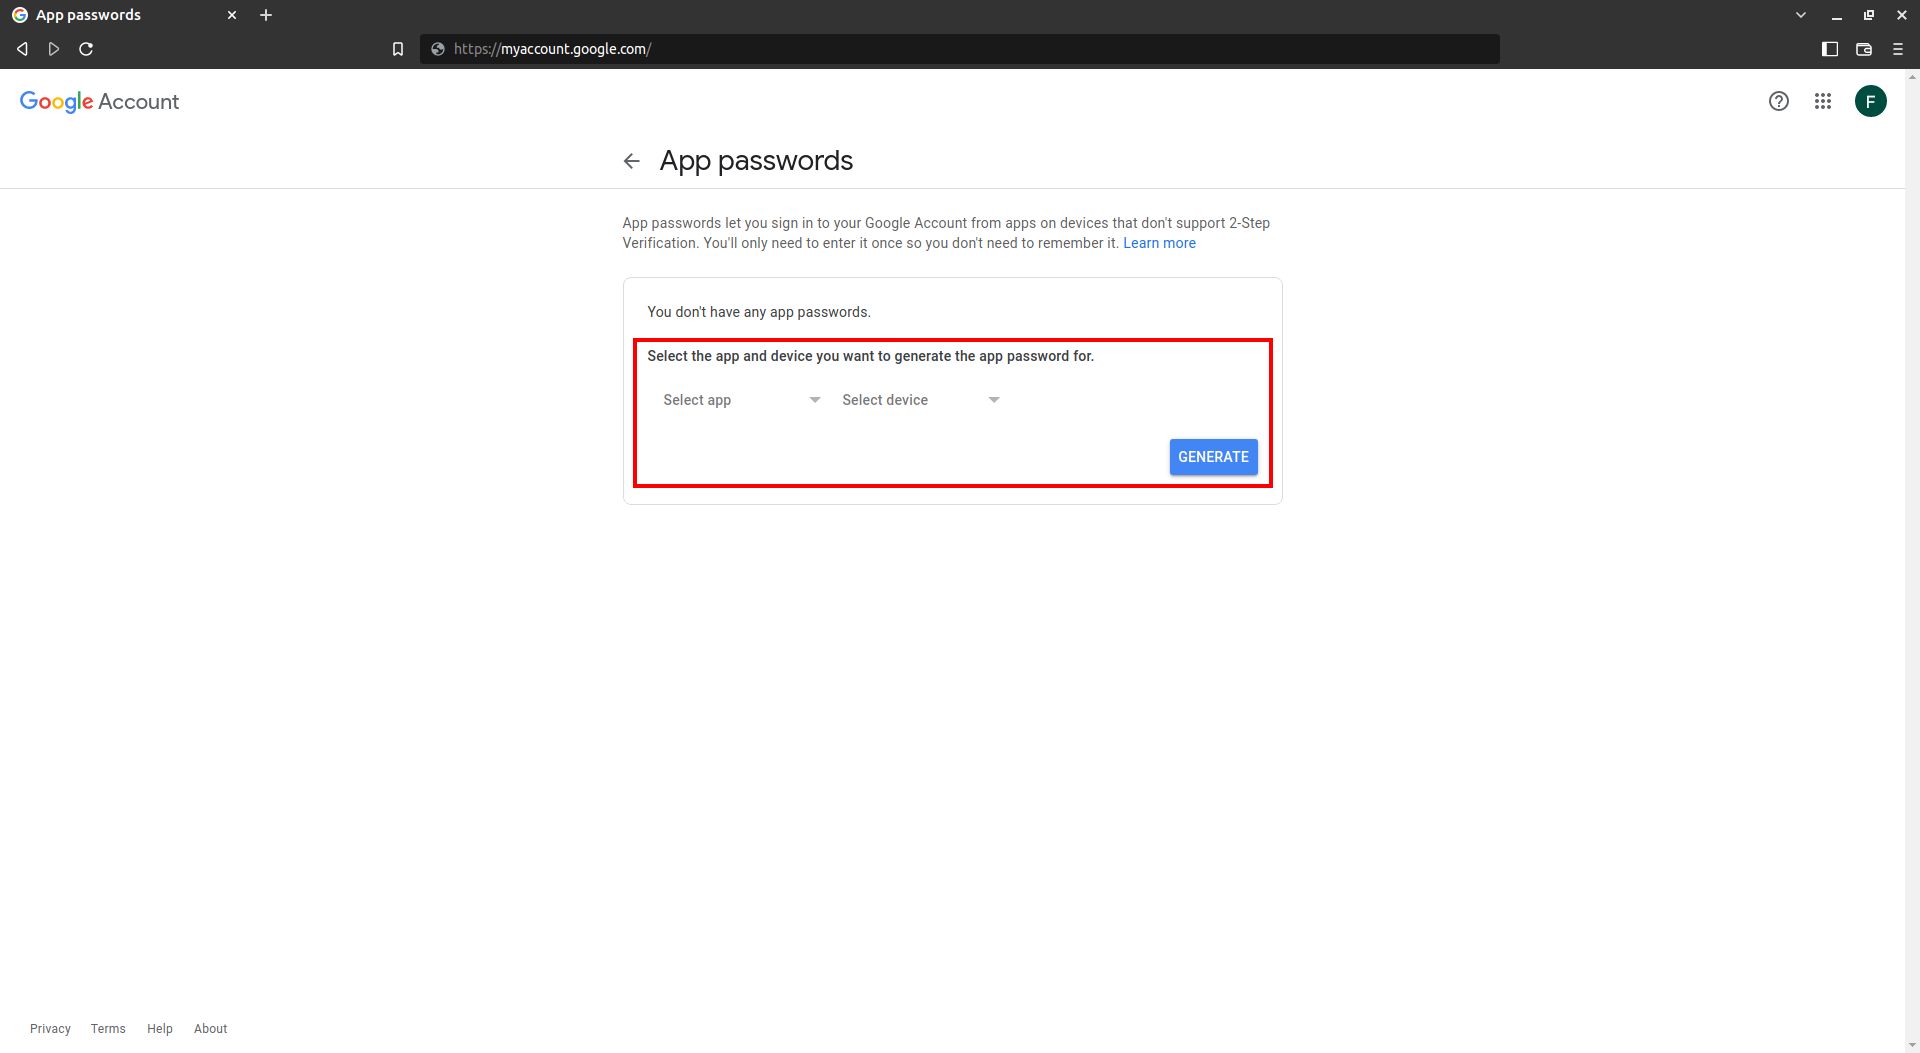 App passwords
https://myaccount.google.com/
Google Account
F
App passwords
App passwords let you sign in to your Google Account from apps on devices that don't support 2-Step
Verification. You'll only need to enter it once so you don't need to remember it. Learn more
You don't have any app passwords.
Select the app and device you want to generate the app password for.
Select app Select device
GENERATE
Privacy Terms Help About